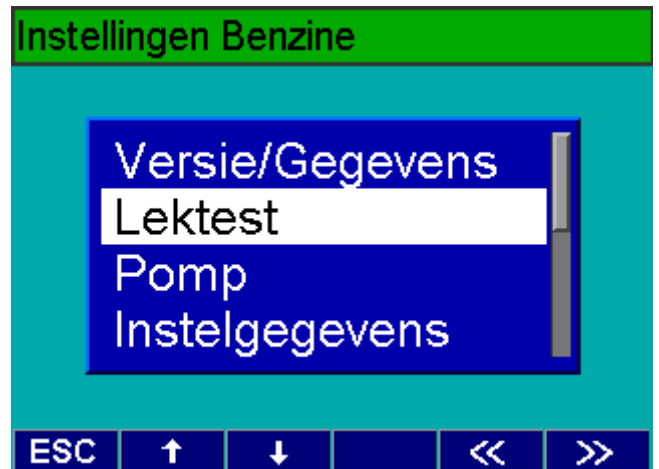 Instellingen Benzine
Versie/Gegevens
Lektest
Pomp
Instelgegevens
ESC ↑ ↓ << >>